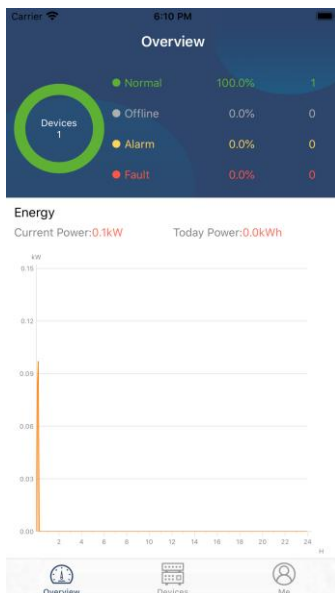 Carrier 6:10 PM
Overview
Normal 100.0% 1
Devices
1
Offline 0.0% 0
Alarm 0.0% 0
Fault 0.0% 0
Energy
Current Power:0.1kW Today Power:0.0kWh
kW
0.15
0.12
0.09
0.06
0.03
0.00
2 4 6 8 10 12 14 16 18 20 22 24
H
Overview Devices Me